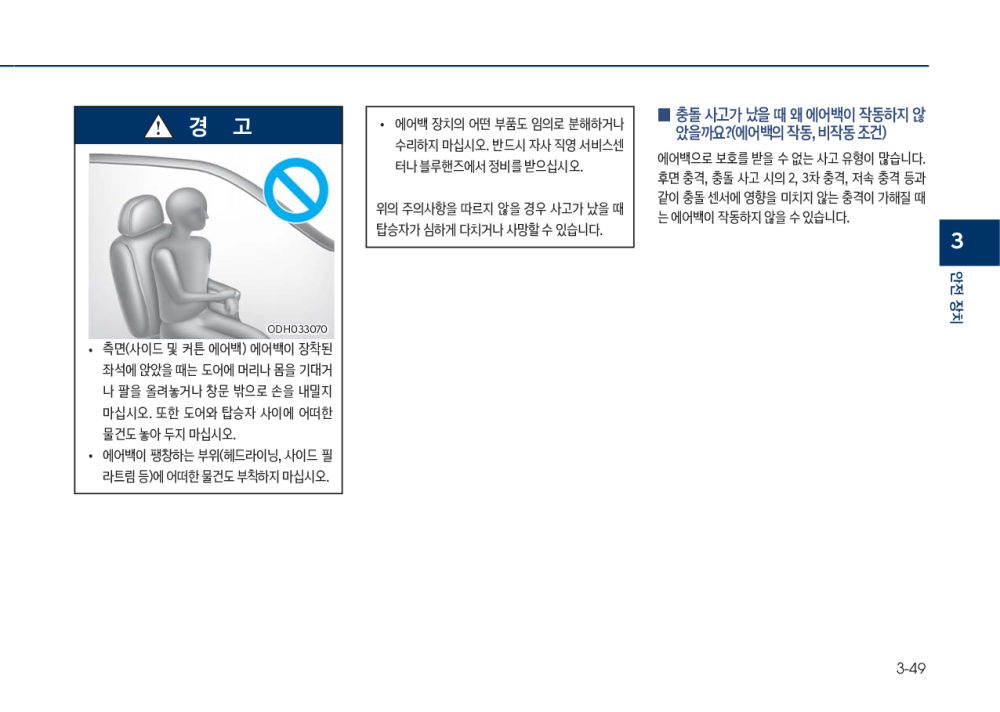 경 고
ODH033070
• 측면(사이드 및 커튼 에어백) 에어백이 장착된
좌석에 앉았을 때는 도어에 머리나 몸을 기대거
나 팔을 올려놓거나 창문 밖으로 손을 내밀지
마십시오. 또한 도어와 탑승자 사이에 어떠한
물건도 놓아 두지 마십시오.
• 에어백이 팽창하는 부위(헤드라이닝, 사이드 필
라트림 등)에 어떠한 물건도 부착하지 마십시오.
• 에어백 장치의 어떤 부품도 임의로 분해하거나
수리하지 마십시오. 반드시 자사 직영 서비스센
터나 블루핸즈에서 정비를 받으십시오.
위의 주의사항을 따르지 않을 경우 사고가 났을 때
탑승자가 심하게 다치거나 사망할 수 있습니다.
■ 충돌 사고가 났을 때 왜 에어백이 작동하지 않
았을까요?(에어백의 작동, 비작동 조건)
에어백으로 보호를 받을 수 없는 사고 유형이 많습니다.
후면 충격, 충돌 사고 시의 2, 3차 충격, 저속 충격 등과
같이 충돌 센서에 영향을 미치지 않는 충격이 가해질 때
는 에어백이 작동하지 않을 수 있습니다.
3
안전 장치
3-49